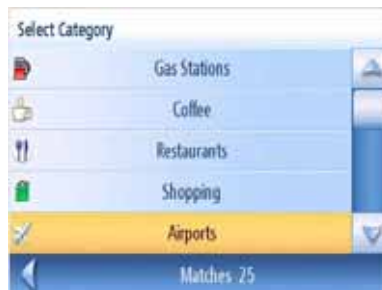 Select Category
Gas Stations
Coffee
Restaurants
Shopping
Airports
Matches 25